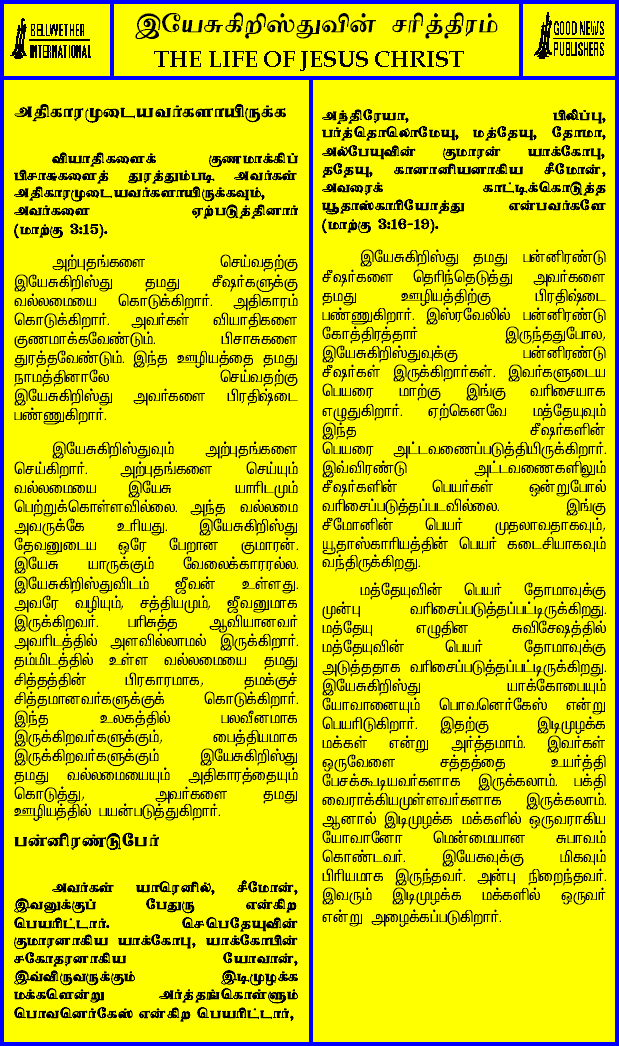 BELLWETHER
INTERNATIONAL
இயேசுகிறிஸ்துவின் சரித்திரம்
THE LIFE OF JESUS CHRIST
GOOD NEWS
PUBLISHERS
அதிகாரமுடையவர்களாயிருக்க
வியாதிகளைக் குணமாக்கிப்
பிசாசுகளைத் துரத்தும்படி அவர்கள்
அதிகாரமுடையவர்களாயிருக்கவும்,
அவர்களை ஏற்படுத்தினார்
(மாற்கு 3:15).
அற்புதங்களை செய்வதற்கு
இயேசுகிறிஸ்து தமது சீஷர்களுக்கு
வல்லமையை கொடுக்கிறார். அதிகாரம்
கொடுக்கிறார். அவர்கள் வியாதிகளை
குணமாக்கவேண்டும். பிசாசுகளை
துரத்தவேண்டும். இந்த ஊழியத்தை தமது
நாமத்தினாலே செய்வதற்கு
இயேசுகிறிஸ்து அவர்களை பிரதிஷ்டை
பண்ணுகிறார்.
இயேசுகிறிஸ்துவும் அற்புதங்களை
செய்கிறார். அற்புதங்களை செய்யும்
வல்லமையை இயேசு யாரிடமும்
பெற்றுக்கொள்ளவில்லை. அந்த வல்லமை
அவருக்கே உரியது. இயேசுகிறிஸ்து
தேவனுடைய ஒரே பேறான குமாரன்.
இயேசு யாருக்கும் வேலைக்காரரல்ல.
இயேசுகிறிஸ்துவிடம் ஜீவன் உள்ளது.
அவரே வழியும், சத்தியமும், ஜீவனுமாக
இருக்கிறவர். பரிசுத்த ஆவியானவர்
அவரிடத்தில் அளவில்லாமல் இருக்கிறார்.
தம்மிடத்தில் உள்ள வல்லமையை தமது
சித்தத்தின் பிரகாரமாக, தமக்குச்
சித்தமானவர்களுக்குக் கொடுக்கிறார்.
இந்த உலகத்தில் பலவீனமாக
இருக்கிறவர்களுக்கும், பைத்தியமாக
இருக்கிறவர்களுக்கும் இயேசுகிறிஸ்து
தமது வல்லமையையும் அதிகாரத்தையும்
கொடுத்து, அவர்களை தமது
ஊழியத்தில் பயன்படுத்துகிறார்.
பன்னிரண்டுபேர்
அவர்கள் யாரெனில், சீமோன்,
இவனுக்குப் பேதுரு என்கிற
பெயரிட்டார். செபெதேயுவின்
குமாரனாகிய யாக்கோபு, யாக்கோபின்
சகோதரனாகிய யோவான்,
இவ்விருவருக்கும் இடிமுழக்க
மக்களென்று அர்த்தங்கொள்ளும்
பொவனெர்கேஸ் என்கிற பெயரிட்டார்,
அந்திரேயா, பிலிப்பு,
பர்த்தொலொமேயு, மத்தேயு, தோமா,
அல்பேயுவின் குமாரன் யாக்கோபு,
ததேயு, கானானியனாகிய சீமோன்,
அவரைக் காட்டிக்கொடுத்த
யூதாஸ்காரியோத்து என்பவர்களே
(மாற்கு 3:16-19).
இயேசுகிறிஸ்து தமது பன்னிரண்டு
சீஷர்களை தெரிந்தெடுத்து அவர்களை
தமது ஊழியத்திற்கு பிரதிஷ்டை
பண்ணுகிறார். இஸ்ரவேலில் பன்னிரண்டு
கோத்திரத்தார் இருந்ததுபோல,
இயேசுகிறிஸ்துவுக்கு பன்னிரண்டு
சீஷர்கள் இருக்கிறார்கள். இவர்களுடைய
பெயரை மாற்கு இங்கு வரிசையாக
எழுதுகிறார். ஏற்கெனவே மத்தேயுவும்
இந்த சீஷர்களின்
பெயரை அட்டவணைப்படுத்தியிருக்கிறார்.
இவ்விரண்டு அட்டவணைகளிலும்
சீஷர்களின் பெயர்கள் ஒன்றுபோல்
வரிசைப்படுத்தப்படவில்லை. இங்கு
சீமோனின் பெயர் முதலாவதாகவும்,
யூதாஸ்காரியத்தின் பெயர் கடைசியாகவும்
வந்திருக்கிறது.
மத்தேயுவின் பெயர் தோமாவுக்கு
முன்பு வரிசைப்படுத்தப்பட்டிருக்கிறது.
மத்தேயு எழுதின சுவிசேஷத்தில்
மத்தேயுவின் பெயர் தோமாவுக்கு
அடுத்ததாக வரிசைப்படுத்தப்பட்டிருக்கிறது.
இயேசுகிறிஸ்து யாக்கோபையும்
யோவானையும் பொவனெர்கேஸ் என்று
பெயரிடுகிறார். இதற்கு இடிமுழக்க
மக்கள் என்று அர்த்தமாம். இவர்கள்
ஒருவேளை சத்தத்தை உயர்த்தி
பேசக்கூடியவர்களாக இருக்கலாம். பக்தி
வைராக்கியமுள்ளவர்களாக இருக்கலாம்.
ஆனால் இடிமுழக்க மக்களில் ஒருவராகிய
யோவானோ மென்மையான சுபாவம்
கொண்டவர். இயேசுவுக்கு மிகவும்
பிரியமாக இருந்தவர். அன்பு நிறைந்தவர்.
இவரும் இடிமுழக்க மக்களில் ஒருவர்
என்று அழைக்கப்படுகிறார்.